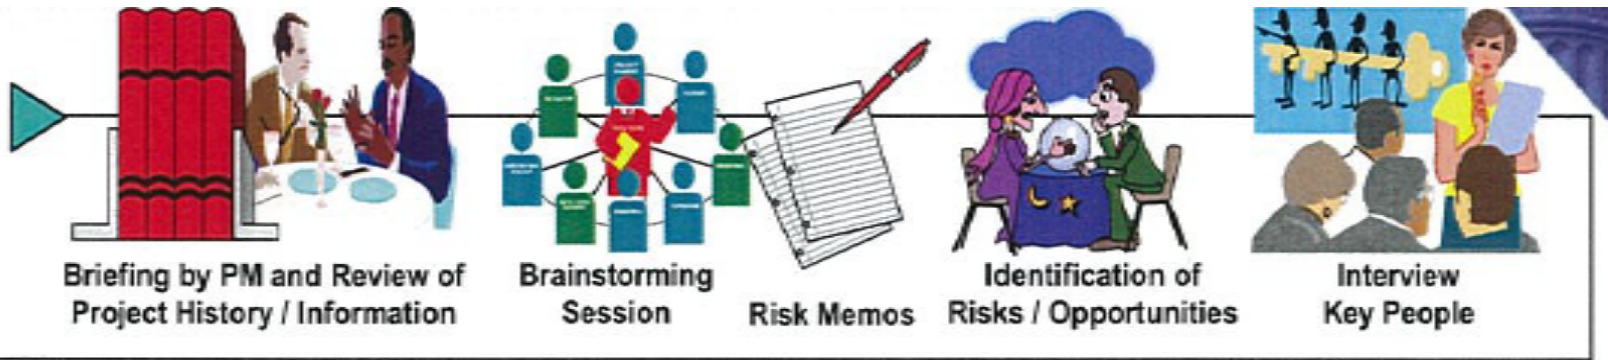 Briefing by PM and Review of
Project History / Information
Brainstorming
Session
Risk Memos
Identification of
Risks / Opportunities
Interview
Key People